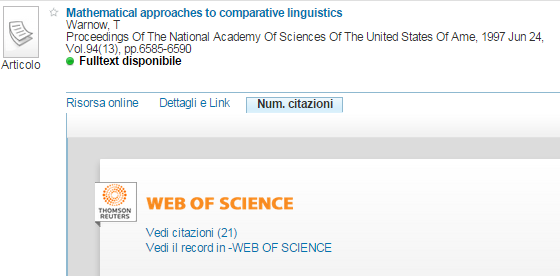 Mathematical approaches to comparative linguistics
Warnow, T
Proceedings Of The National Academy Of Sciences Of The United States Of Ame, 1997 Jun 24,
Vol.94(13), pp.6585-6590
Fulltext disponibile
Articolo
Risorsa online Dettagli e Link Num. citazioni
THOMSON
REUTERS
WEB OF SCIENCE
Vedi citazioni (21)
Vedi il record in -WEB OF SCIENCE